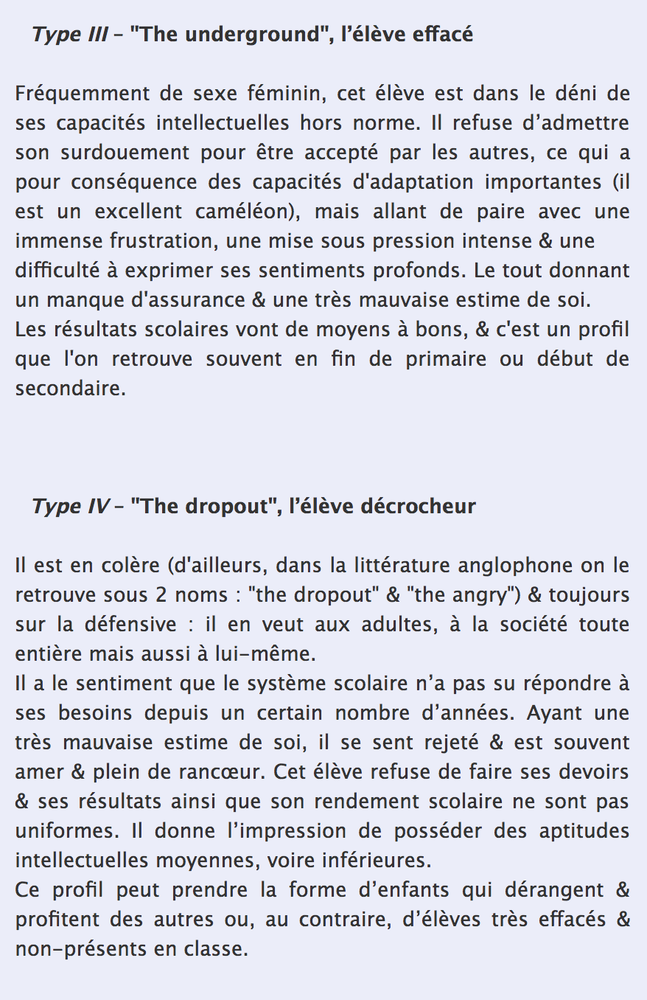 Type III – "The underground", l’élève effacé
Fréquemment de sexe féminin, cet élève est dans le déni de
ses capacités intellectuelles hors norme. Il refuse d’admettre
son surdouement pour être accepté par les autres, ce qui a
pour conséquence des capacités d'adaptation importantes (il
est un excellent caméléon), mais allant de paire avec une
immense frustration, une mise sous pression intense & une
difficulté à exprimer ses sentiments profonds. Le tout donnant
un manque d'assurance & une très mauvaise estime de soi.
Les résultats scolaires vont de moyens à bons, & c'est un profil
que l'on retrouve souvent en fin de primaire ou début de
secondaire.
Type IV – "The dropout", l’élève décrocheur
Il est en colère (d'ailleurs, dans la littérature anglophone on le
retrouve sous 2 noms : "the dropout" & "the angry") & toujours
sur la défensive : il en veut aux adultes, à la société toute
entière mais aussi à lui-même.
Il a le sentiment que le système scolaire n’a pas su répondre à
ses besoins depuis un certain nombre d’années. Ayant une
très mauvaise estime de soi, il se sent rejeté & est souvent
amer & plein de rancœur. Cet élève refuse de faire ses devoirs
& ses résultats ainsi que son rendement scolaire ne sont pas
uniformes. Il donne l’impression de posséder des aptitudes
intellectuelles moyennes, voire inférieures.
Ce profil peut prendre la forme d’enfants qui dérangent &
profitent des autres ou, au contraire, d’élèves très effacés &
non-présents en classe.